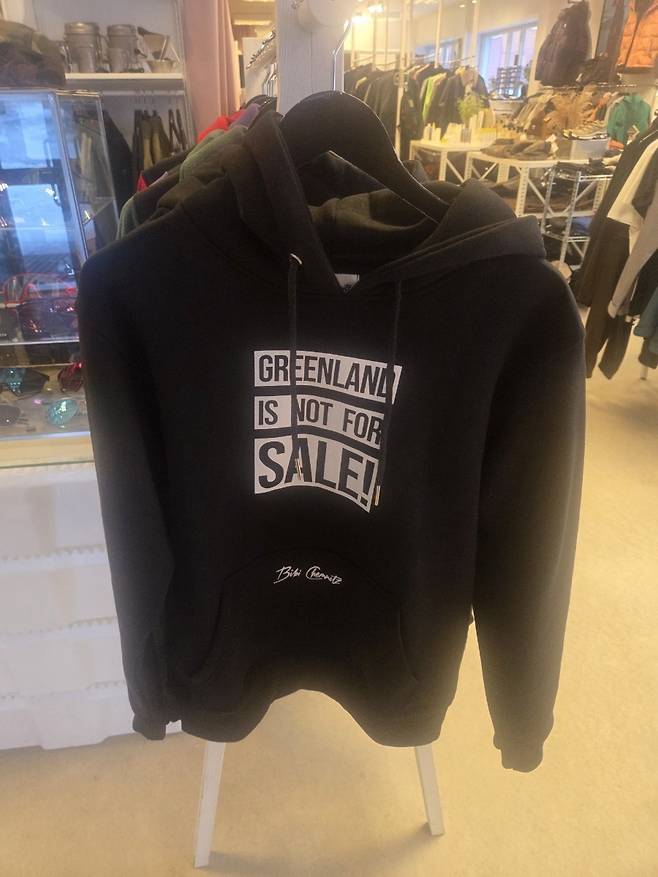 GREENLAND
IS NOT FOR
SALE!
Bibi Chemnitz